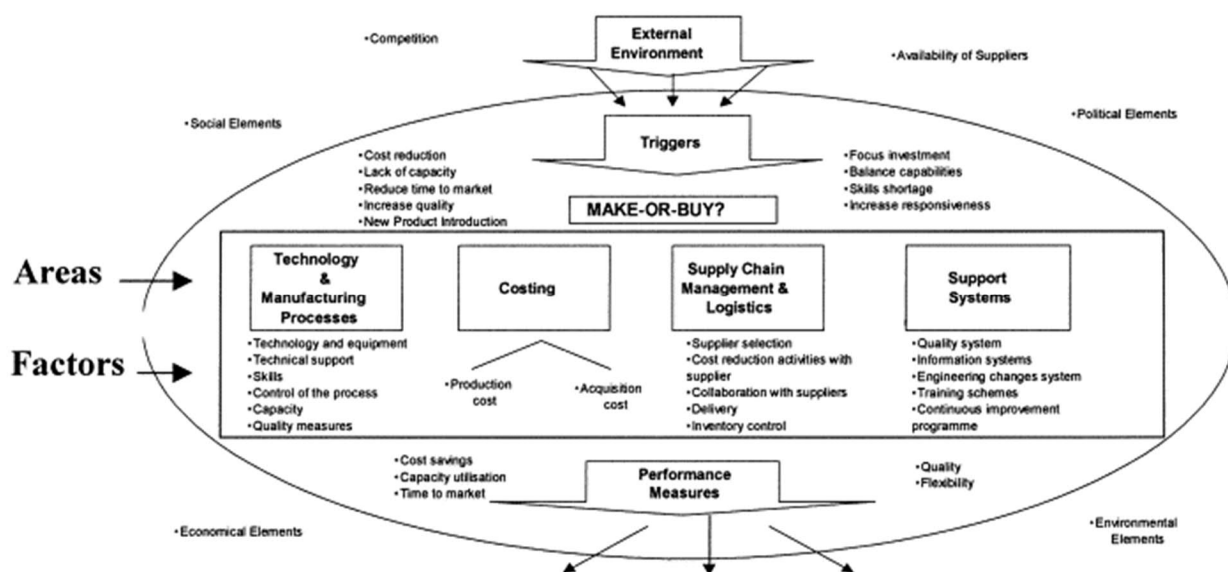 External
Environment
•Competition
•Availability of Suppliers
•Social Elements
•Political Elements
Triggers
•Cost reduction
•Lack of capacity
•Reduce time to market
•Increase quality
•New Product Introduction
•Focus investment
•Balance capabilities
•Skills shortage
•Increase responsiveness
MAKE-OR-BUY?
Areas
Technology
&
Manufacturing
Processes
Costing
Supply Chain
Management &
Logistics
Support
Systems
Factors
•Technology and equipment
•Technical support
•Skills
•Control of the process
•Capacity
•Quality measures
•Production
cost
•Acquisition
cost
•Supplier selection
•Cost reduction activities with
supplier
•Collaboration with suppliers
•Delivery
•Inventory control
•Quality system
•Information systems
•Engineering changes system
•Training schemes
•Continuous improvement
programme
•Cost savings
•Capacity utilisation
•Time to market
Performance
Measures
•Quality
•Flexibility
•Economical Elements
•Environmental
Elements